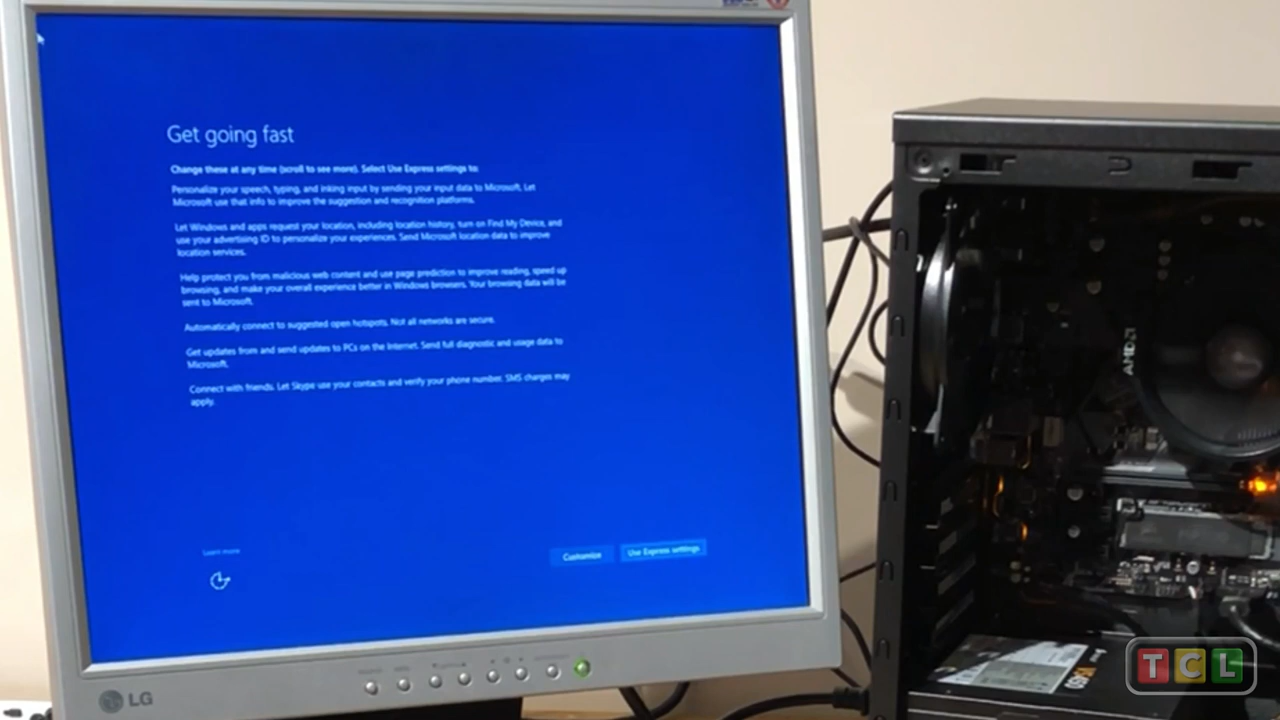 Get going fast
Change these at any time (scroll to see more). Select Use Express settings to:
Personalize your speech, typing, and inking input by sending your input data to Microsoft. Let
Microsoft use that info to improve the suggestion and recognition platforms.
Let Windows and apps request your location, including location history, turn on Find My Device, and
use your advertising ID to personalize your experiences. Send Microsoft location data to improve
location services.
Help protect you from malicious web content and use page prediction to improve reading, speed up
browsing, and make your overall experience better in Windows browsers. Your browsing data will be
sent to Microsoft.
Automatically connect to suggested open hotspots. Not all networks are secure.
Get updates from and send updates to PCs on the Internet. Send full diagnostic and usage data to
Microsoft.
Connect with friends. Let Skype use your contacts and verify your phone number. SMS charges may
apply.
Learn more
Customize Use Express settings
LG
AMD
TCL